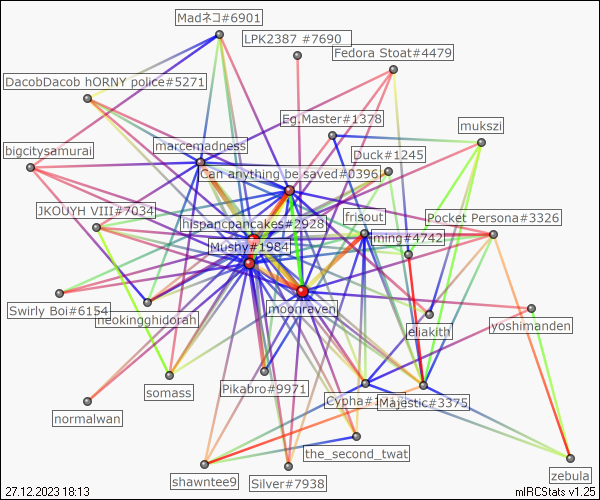 Madネコ#6901
LPK2387 #7690
Fedora Stoat#4479
DacobDacob hORNY police#5271
Eg.Master#1378
mukszi
marcemadness
bigcitysamurai
Duck#1245
Can anything be saved#0396
JKOUYH VIII#7034
frisout
Pocket Persona#3326
hispancpancakes#2928
ming#4742
Mushy#1984
Swirly Boi#6154
neokingghidorah
moonraven
eliakith
yoshimanden
somass
Pikabro#9971
Cypha
Majestic#3375
normalwan
the_second_twat
shawntee9
Silver#7938
zebula
27.12.2023 18:13
mIRCStats v1.25